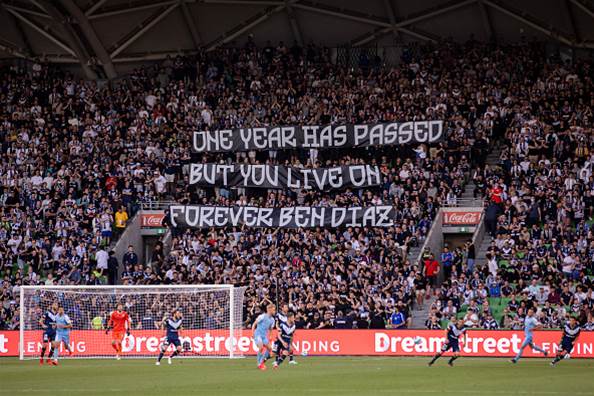 ONE YEAR HAS PASSED
BUT YOU LIVE ON
FOREVER BEN DIAZ
Coca-Cola
Coca-Cola
ENDING
Dreamstreet
LENDING
Dreamstreet
LENDING